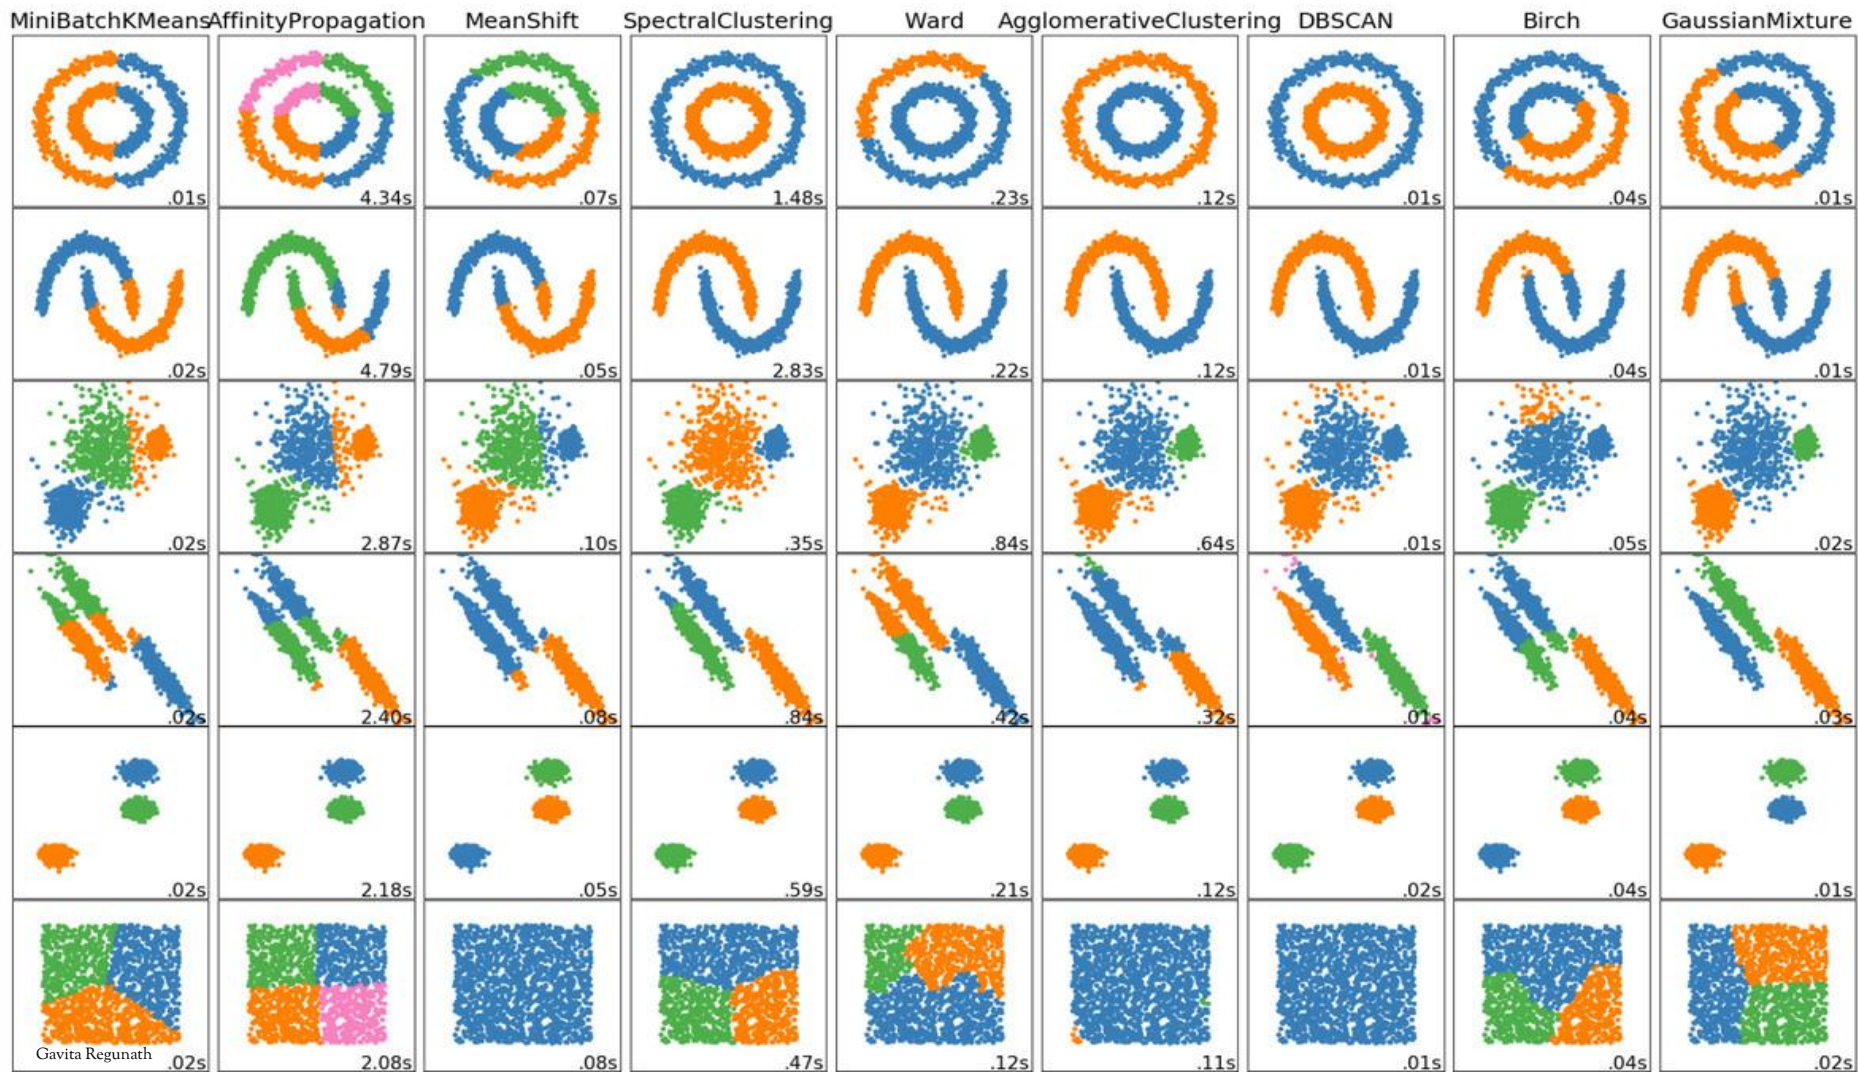 MiniBatchKMeans AffinityPropagation MeanShift SpectralClustering Ward AgglomerativeClustering DBSCAN Birch GaussianMixture
.01s 4.34s .07s 1.48s .23s .12s .01s .04s .01s
.02s 4.79s .05s 2.83s .22s .12s .01s .04s .01s
.02s 2.87s .10s .35s .84s .64s .01s .05s .02s
.02s 2.40s .08s .84s .42s .32s .01s .04s .03s
.02s 2.18s .05s .59s .21s .12s .02s .04s .01s
Gavita Regunath
.02s 2.08s .08s .47s .12s .11s .01s .04s .02s